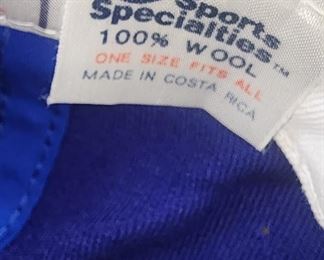 Sports
Specialties™
100% WOOL
ONE SIZE FITS ALL
MADE IN COSTA RICA